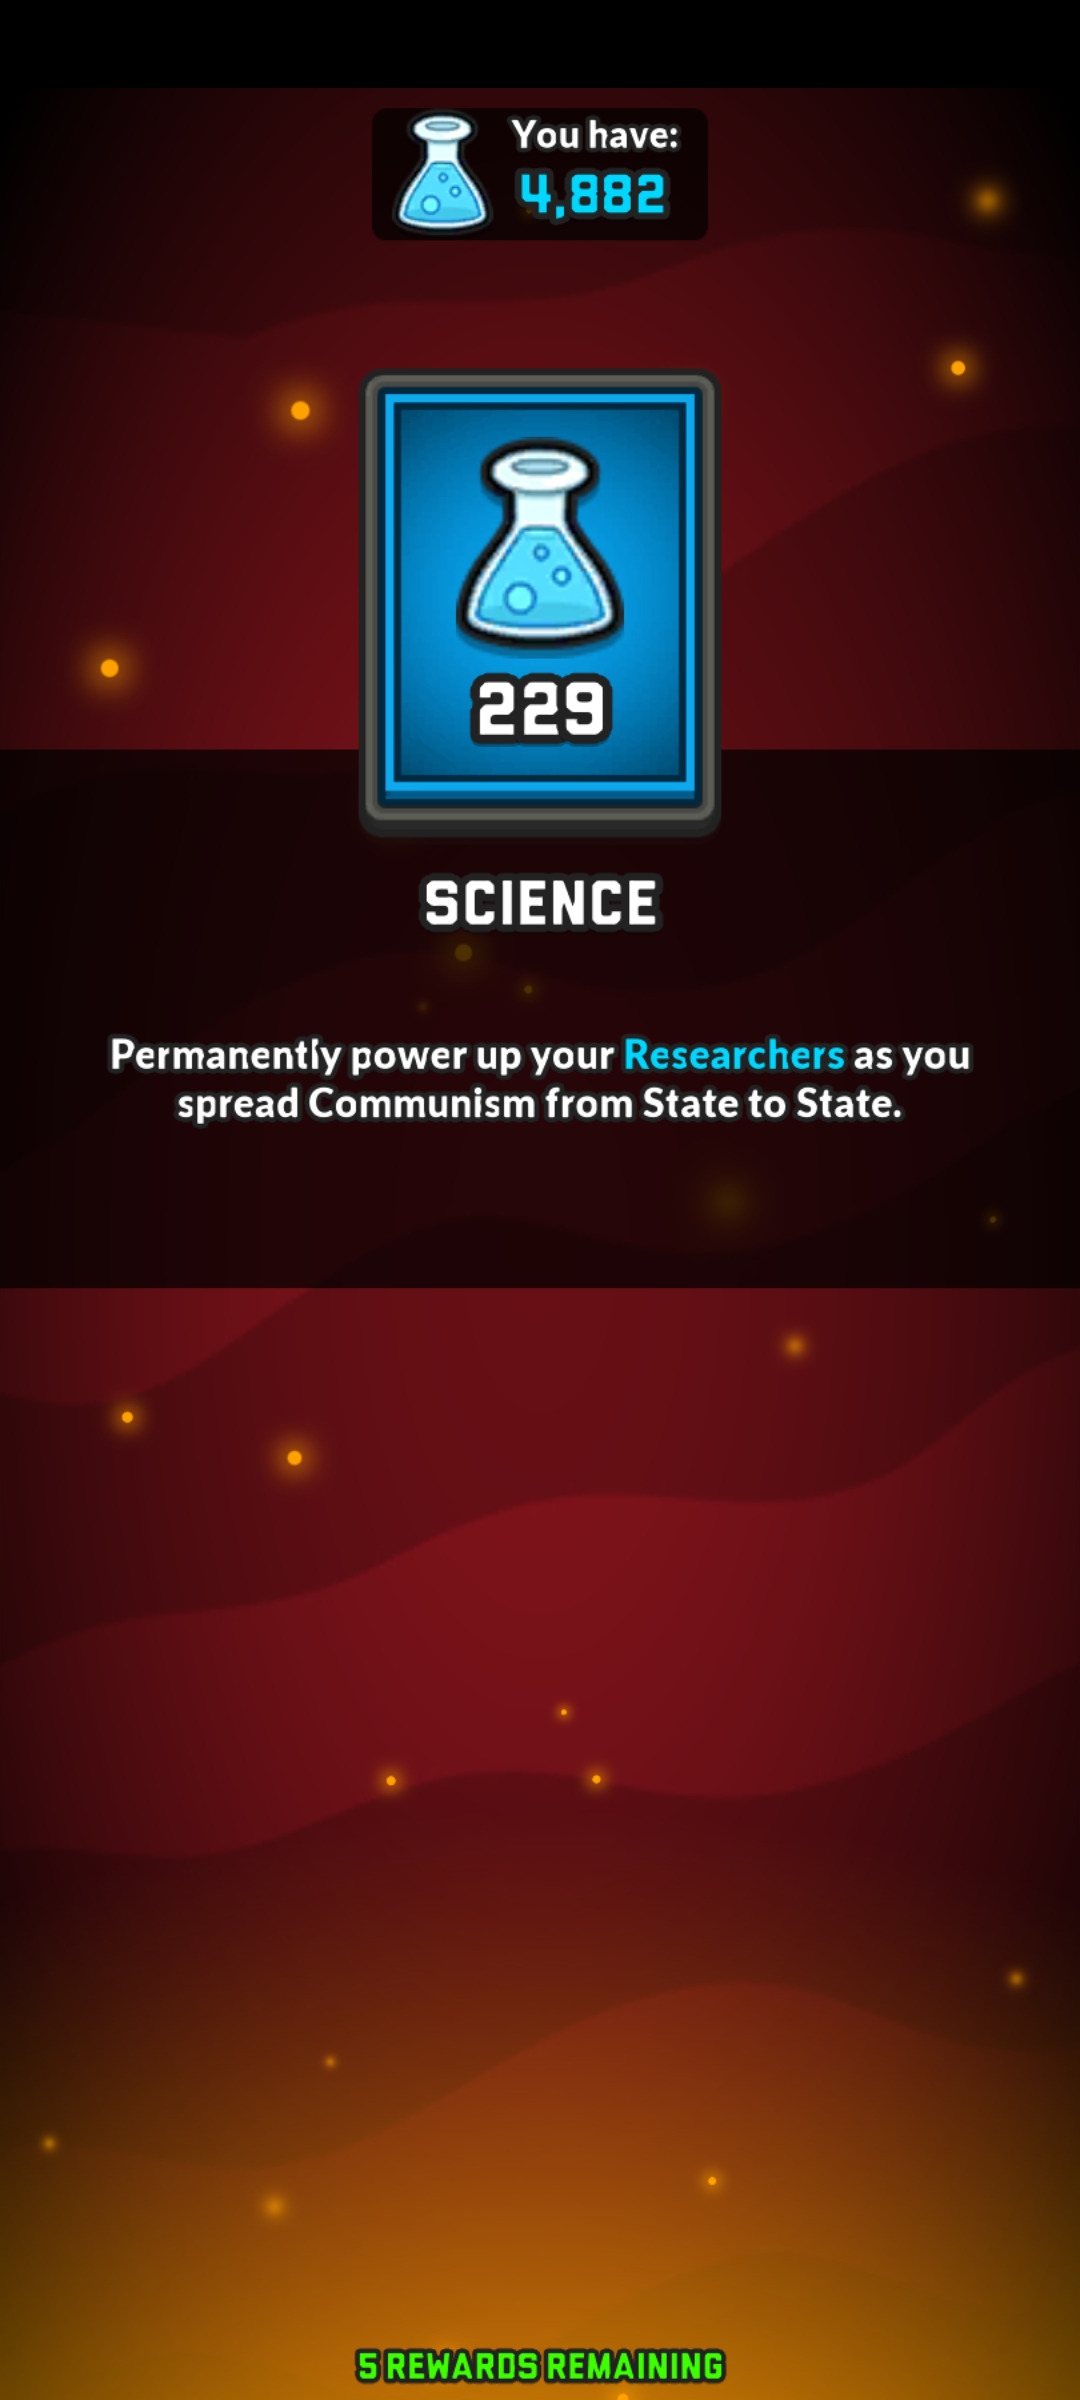 You have:
4,882
229
SCIENCE
Permanently power up your Researchers as you
spread Communism from State to State.
5 REWARDS REMAINING